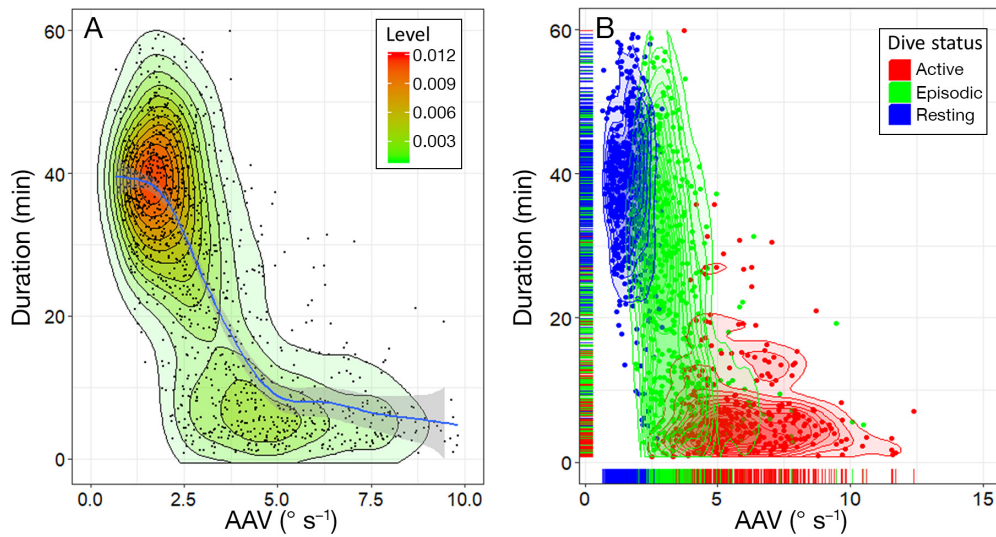 A
Level
0.012
0.009
0.006
0.003
60
40
20
0
Duration (min)
0.0
2.5
5.0
7.5
10.0
AAV (° s⁻¹)
B
Dive status
Active
Episodic
Resting
60
40
20
0
Duration (min)
0
5
10
15
AAV (° s⁻¹)